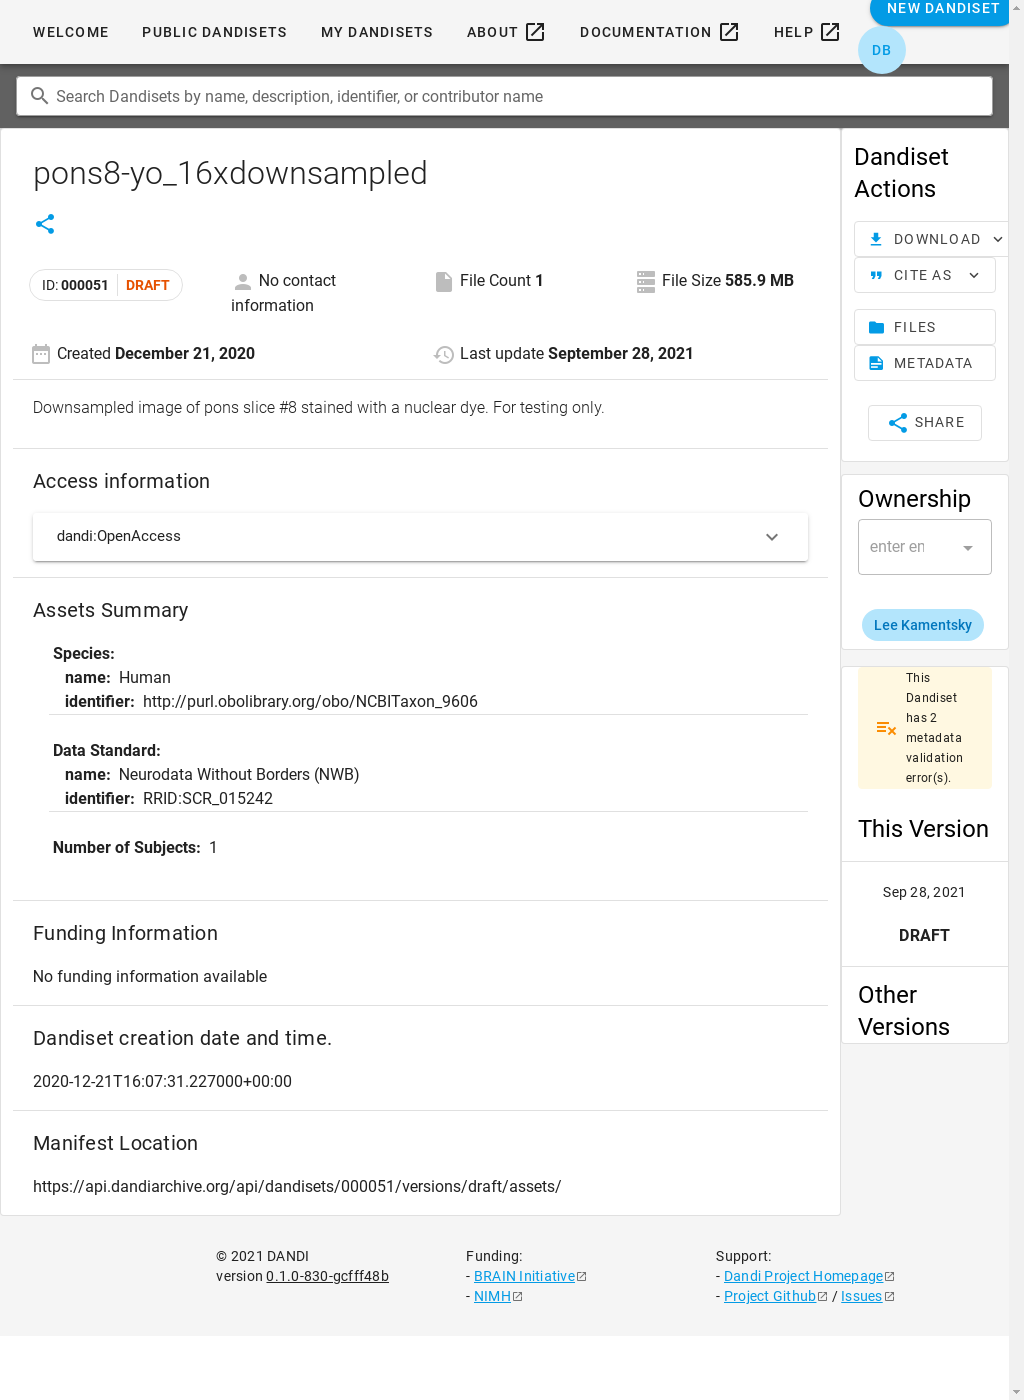 WELCOME PUBLIC DANDISETS MY DANDISETS ABOUT DOCUMENTATION HELP NEW DANDISET
DB
Search Dandisets by name, description, identifier, or contributor name
pons8-yo_16xdownsampled
ID: 000051 DRAFT
No contact information
File Count 1
File Size 585.9 MB
Created December 21, 2020
Last update September 28, 2021
Downsampled image of pons slice #8 stained with a nuclear dye. For testing only.
Access information
dandi:OpenAccess
Assets Summary
Species:
name: Human
identifier: http://purl.obolibrary.org/obo/NCBITaxon_9606
Data Standard:
name: Neurodata Without Borders (NWB)
identifier: RRID:SCR_015242
Number of Subjects: 1
Funding Information
No funding information available
Dandiset creation date and time.
2020-12-21T16:07:31.227000+00:00
Manifest Location
https://api.dandiarchive.org/api/dandisets/000051/versions/draft/assets/
Dandiset
Actions
DOWNLOAD
CITE AS
FILES
METADATA
SHARE
Ownership
enter en
Lee Kamentsky
This
Dandiset
has 2
metadata
validation
error(s).
This Version
Sep 28, 2021
DRAFT
Other
Versions
© 2021 DANDI
version 0.1.0-830-gcfff48b
Funding:
- BRAIN Initiative
- NIMH
Support:
- Dandi Project Homepage
- Project Github / Issues